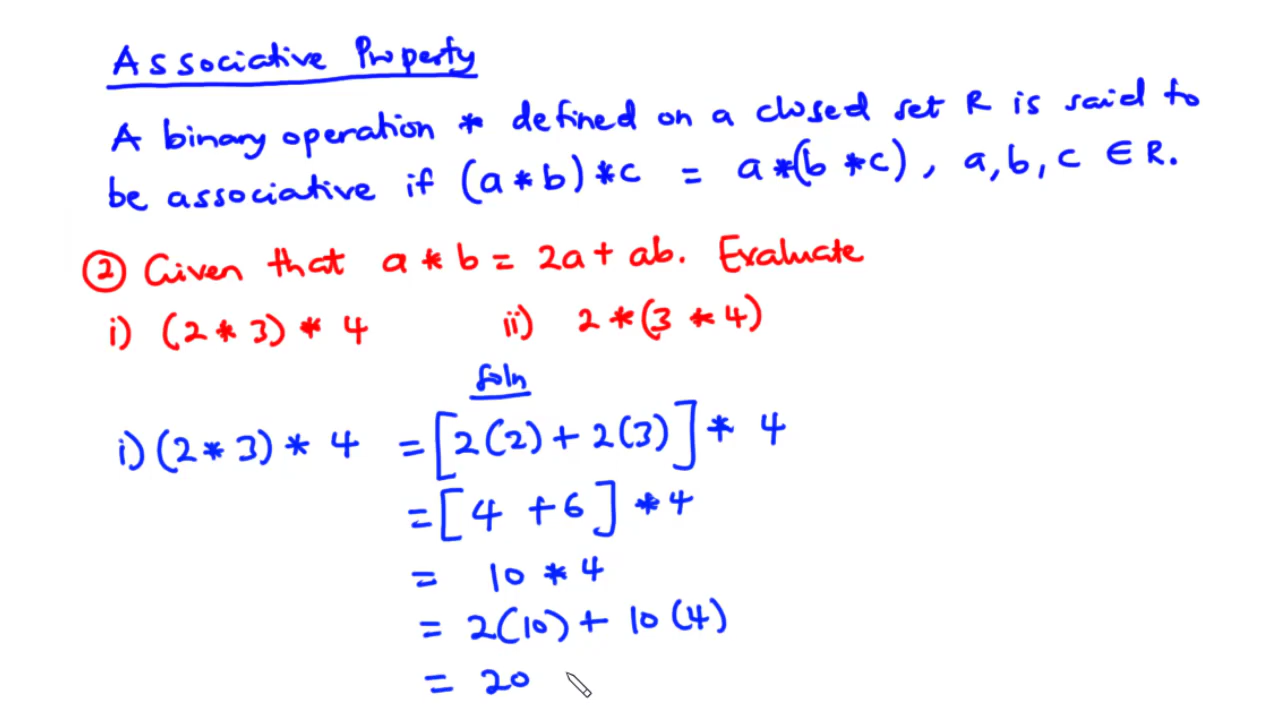 Associative Property
A binary operation * defined on a closed set R is said to
be associative if (a * b) * c = a * (b * c), a, b, c ∈ R.
② Given that a * b = 2a + ab. Evaluate
i) (2 * 3) * 4 ii) 2 * (3 * 4)
Soln
i) (2 * 3) * 4 = [2(2) + 2(3)] * 4
= [4 + 6] * 4
= 10 * 4
= 2(10) + 10(4)
= 20